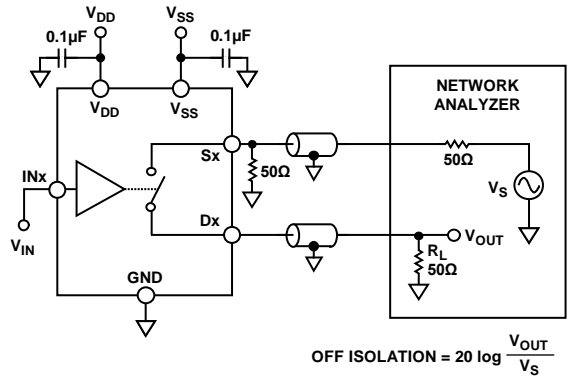 VDD
VSS
0.1µF
0.1µF
VDD
VSS
NETWORK
ANALYZER
INx
Sx
50Ω
50Ω
VS
VIN
Dx
VOUT
RL
50Ω
GND
OFF ISOLATION = 20 log VOUT / VS